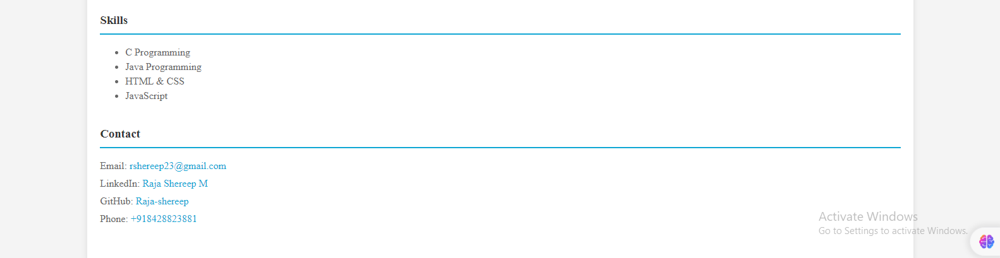 Skills
C Programming
Java Programming
HTML & CSS
JavaScript
Contact
Email: rshereep23@gmail.com
LinkedIn: Raja Shereep M
GitHub: Raja-shereep
Phone: +918428823881
Activate Windows
Go to Settings to activate Windows.